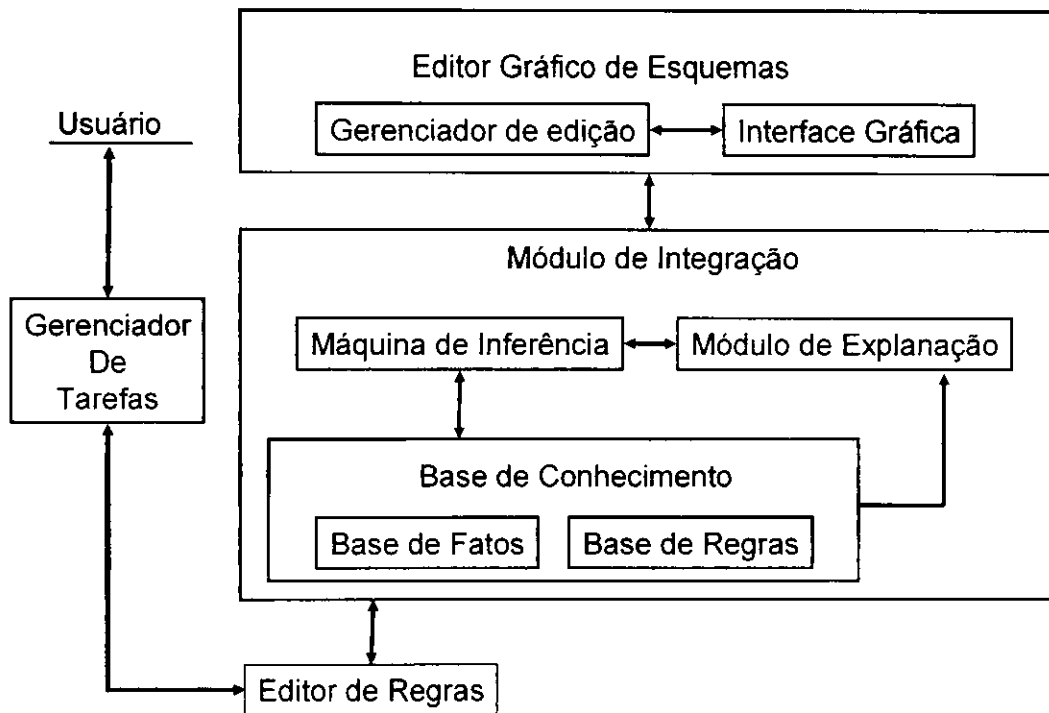 Editor Gráfico de Esquemas
Usuário
Gerenciador de edição
Interface Gráfica
Módulo de Integração
Gerenciador
De
Tarefas
Máquina de Inferência
Módulo de Explanação
Base de Conhecimento
Base de Fatos
Base de Regras
Editor de Regras